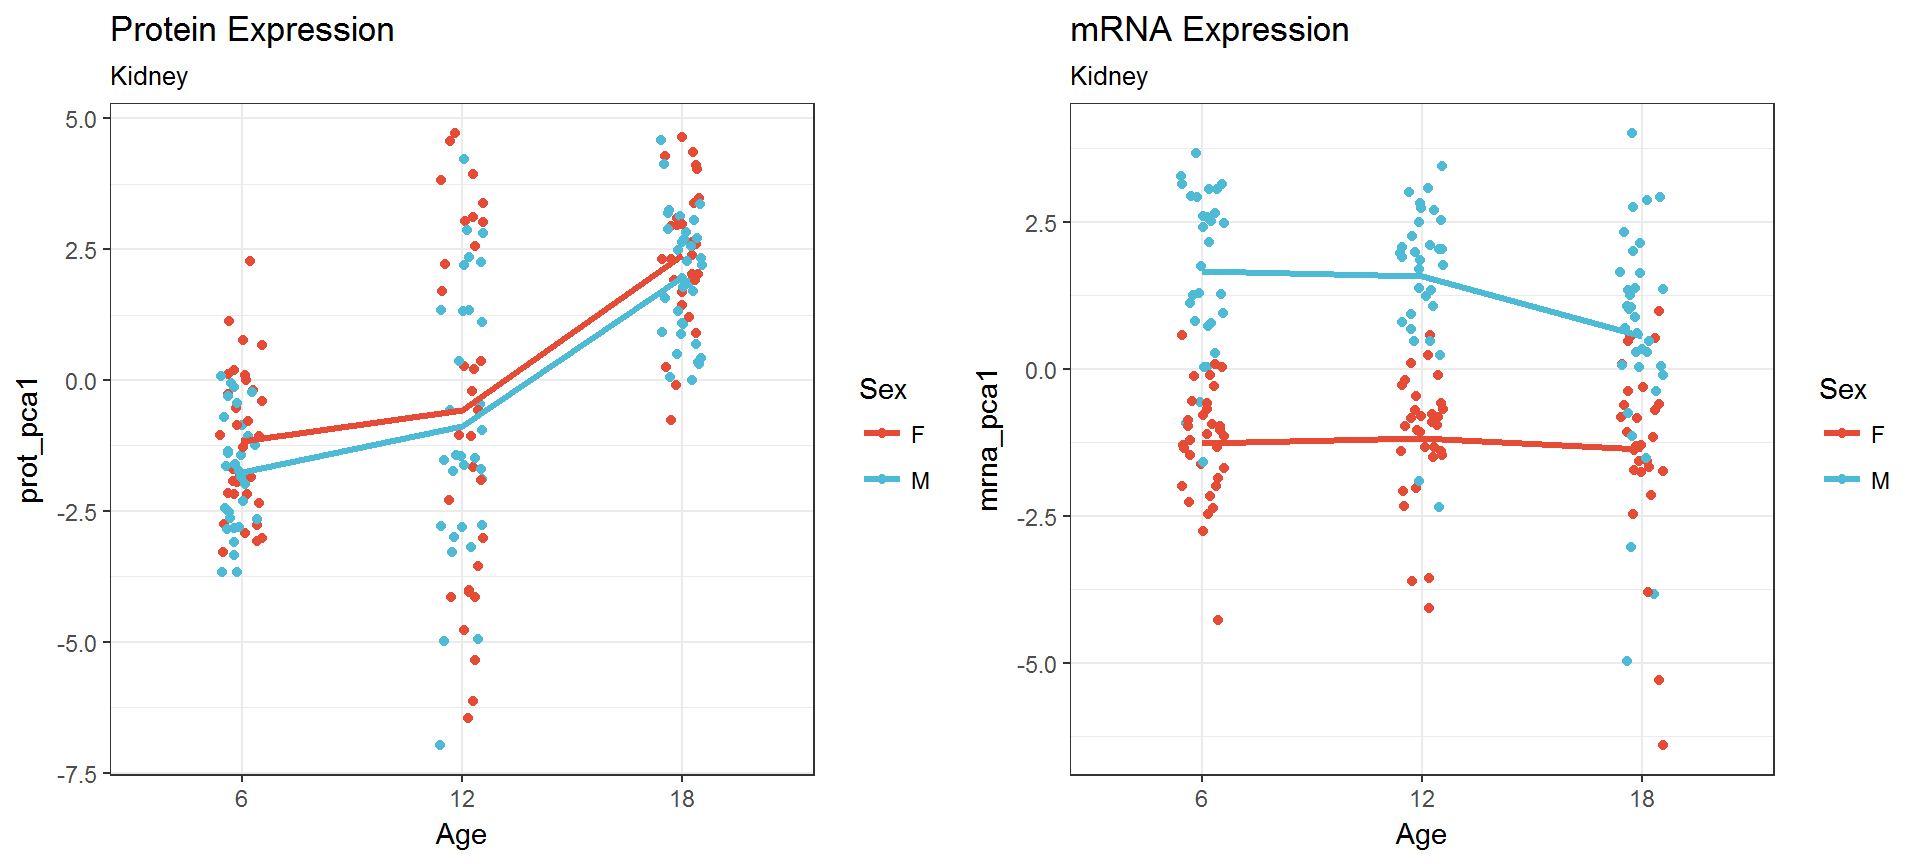 Protein Expression
Kidney
prot_pca1
5.0
2.5
0.0
-2.5
-5.0
-7.5
6 12 18
Age
Sex
F
M
mRNA Expression
Kidney
mrna_pca1
2.5
0.0
-2.5
-5.0
6 12 18
Age
Sex
F
M